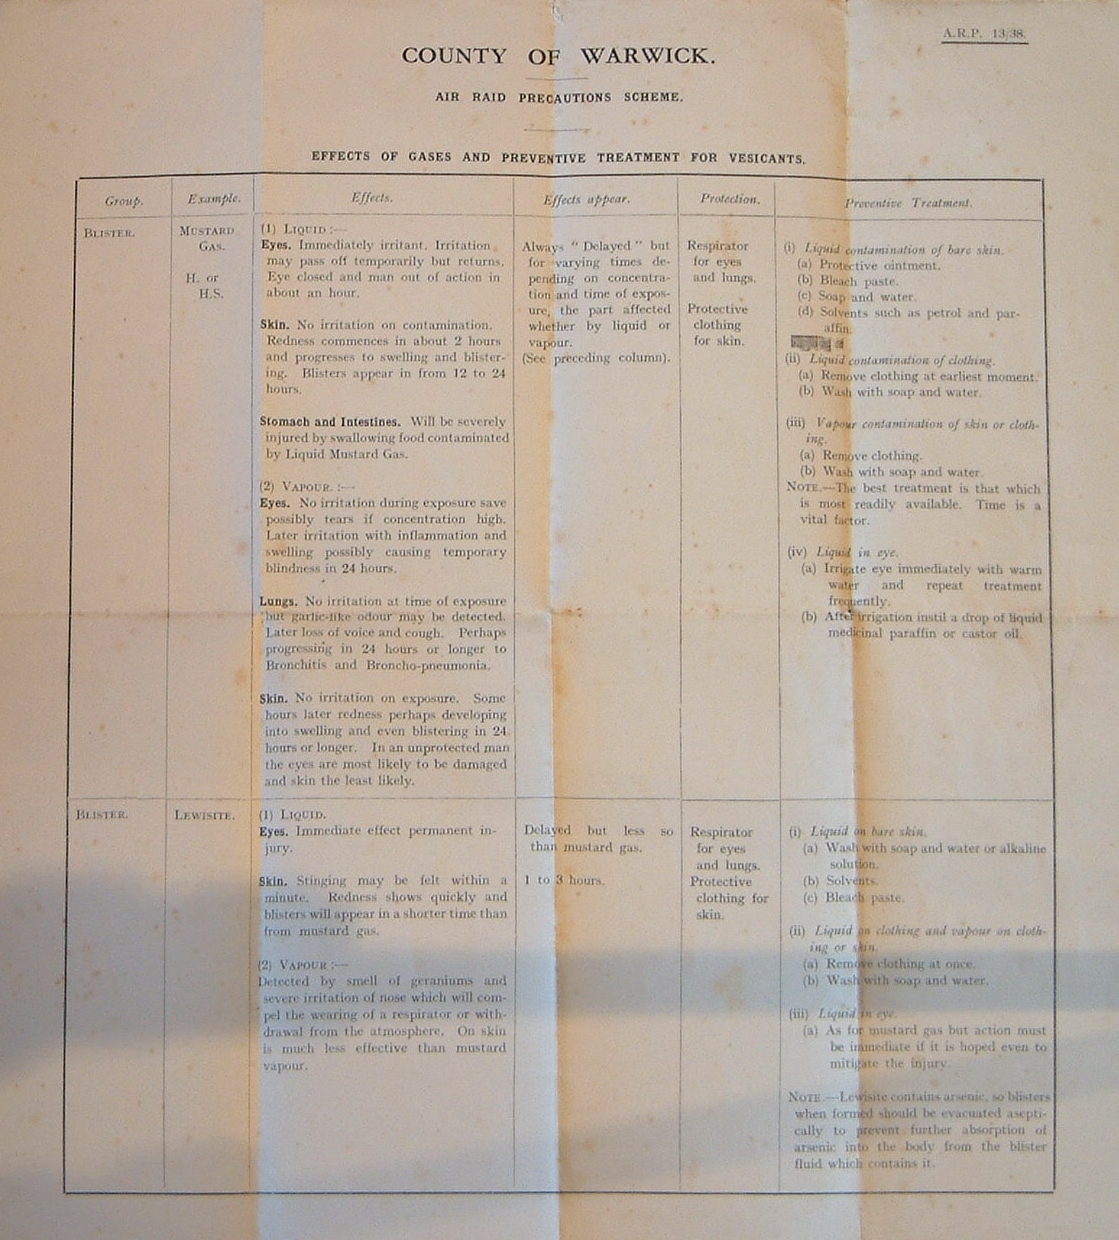 A.R.P. 13/38.
COUNTY OF WARWICK.
AIR RAID PRECAUTIONS SCHEME.
EFFECTS OF GASES AND PREVENTIVE TREATMENT FOR VESICANTS.
Group.
Example.
Effects.
Effects appear.
Protection.
Preventive Treatment.
BLISTER.
MUSTARD
GAS.
H. or
H.S.
(1) LIQUID :—
Eyes. Immediately irritant. Irritation
may pass off temporarily but returns.
Eye closed and man out of action in
about an hour.
Skin. No irritation on contamination.
Redness commences in about 2 hours
and progresses to swelling and blister-
ing. Blisters appear in from 12 to 24
hours.
Stomach and Intestines. Will be severely
injured by swallowing food contaminated
by Liquid Mustard Gas.
(2) VAPOUR. :—
Eyes. No irritation during exposure save
possibly tears if concentration high.
Later irritation with inflammation and
swelling possibly causing temporary
blindness in 24 hours.
Lungs. No irritation at time of exposure
but garlic-like odour may be detected.
Later loss of voice and cough. Perhaps
progressing in 24 hours or longer to
Bronchitis and Broncho-pneumonia.
Skin. No irritation on exposure. Some
hours later redness perhaps developing
into swelling and even blistering in 24
hours or longer. In an unprotected man
the eyes are most likely to be damaged
and skin the least likely.
Always " Delayed " but
for varying times de-
pending on concentra-
tion and time of expos-
ure, the part affected
whether by liquid or
vapour.
(See preceding column).
Respirator
for eyes
and lungs.
Protective
clothing
for skin.
(i) Liquid contamination of bare skin.
(a) Protective ointment.
(b) Bleach paste.
(c) Soap and water.
(d) Solvents such as petrol and par-
affin.
(ii) Liquid contamination of clothing.
(a) Remove clothing at earliest moment.
(b) Wash with soap and water.
(iii) Vapour contamination of skin or cloth-
ing.
(a) Remove clothing.
(b) Wash with soap and water.
NOTE.—The best treatment is that which
is most readily available. Time is a
vital factor.
(iv) Liquid in eye.
(a) Irrigate eye immediately with warm
water and repeat treatment
frequently.
(b) After irrigation instil a drop of liquid
medicinal paraffin or castor oil.
BLISTER.
LEWISITE.
(1) LIQUID.
Eyes. Immediate effect permanent in-
jury.
Skin. Stinging may be felt within a
minute. Redness shows quickly and
blisters will appear in a shorter time than
from mustard gas.
(2) VAPOUR :—
Detected by smell of geraniums and
severe irritation of nose which will com-
pel the wearing of a respirator or with-
drawal from the atmosphere. On skin
is much less effective than mustard
vapour.
Delayed but less so
than mustard gas.
1 to 3 hours.
Respirator
for eyes
and lungs.
Protective
clothing for
skin.
(i) Liquid on bare skin.
(a) Wash with soap and water or alkaline
solution.
(b) Solvents.
(c) Bleach paste.
(ii) Liquid on clothing and vapour on cloth-
ing or skin.
(a) Remove clothing at once.
(b) Wash with soap and water.
(iii) Liquid in eye.
(a) As for mustard gas but action must
be immediate if it is hoped even to
mitigate the injury.
NOTE.—Lewisite contains arsenic, so blisters
when formed should be evacuated asepti-
cally to prevent further absorption of
arsenic into the body from the blister
fluid which contains it.